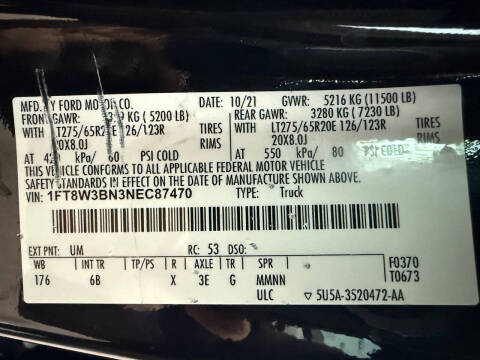 MFD. BY FORD MOTOR CO. 10/21 GVWR: 5216 KG (11500 LB)
FRONT GAWR: KG ( 5200 LB) REAR GAWR: 3280 KG ( 7230 LB)
WITH LT275/65R20E 126/123R TIRES WITH LT275/65R20E 126/123R TIRES
20X8.0J RIMS 20X8.0J RIMS
AT kPa/ 60 PSI COLD AT 550 kPa/ 80 PSI
THIS VEHICLE CONFORMS TO ALL APPLICABLE FEDERAL MOTOR VEHICLE
SAFETY STANDARDS IN EFFECT ON THE DATE OF MANUFACTURE SHOWN ABOVE.
VIN: 1FT8W3BN3NEC87470 TYPE: Truck
EXT PNT: UM RC: 53 DSO: F0370
WB INT TR TP/PS R AXLE TR SPR T0673
176 6B X 3E G MMNN
ULC 5U5A-3520472-AA